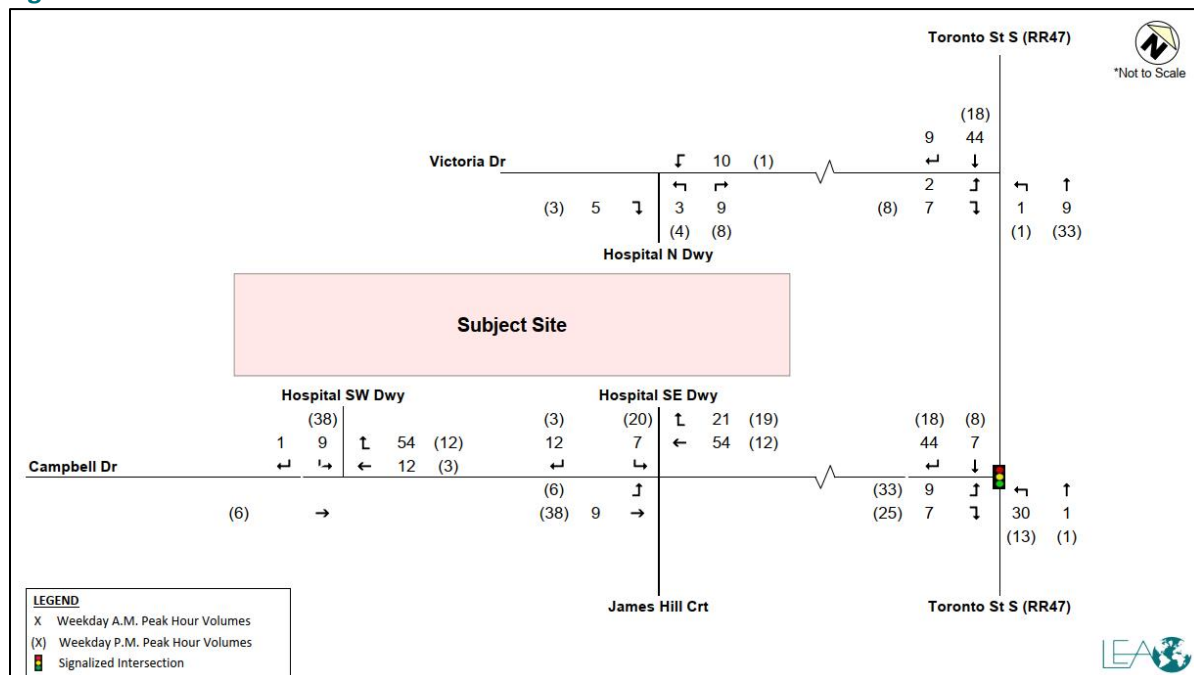 Toronto St S (RR47)
N
*Not to Scale
(18)
9 44
Victoria Dr
10 (1)
2
(3) 5 3 9 (8) 7 1 9
(4) (8) (1) (33)
Hospital N Dwy
Subject Site
Hospital SW Dwy Hospital SE Dwy
(38) (3) (20) 21 (19) (18) (8)
1 9 54 (12) 12 7 54 (12) 44 7
Campbell Dr 12 (3)
(6) (33) 9
(6) (38) 9 (25) 7 30 1
(13) (1)
James Hill Crt Toronto St S (RR47)
LEGEND
X Weekday A.M. Peak Hour Volumes
(X) Weekday P.M. Peak Hour Volumes
Signalized Intersection
LEA